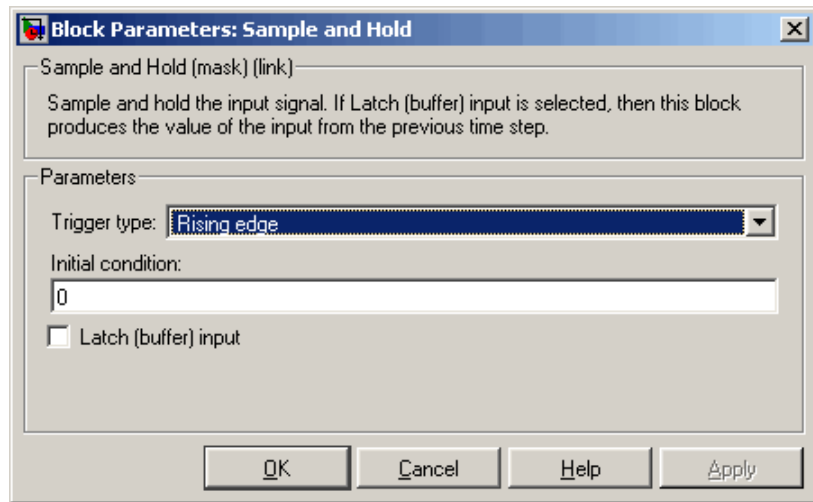 Block Parameters: Sample and Hold
Sample and Hold (mask) (link)
Sample and hold the input signal. If Latch (buffer) input is selected, then this block
produces the value of the input from the previous time step.
Parameters
Trigger type: Rising edge
Initial condition:
0
Latch (buffer) input
OK Cancel Help Apply